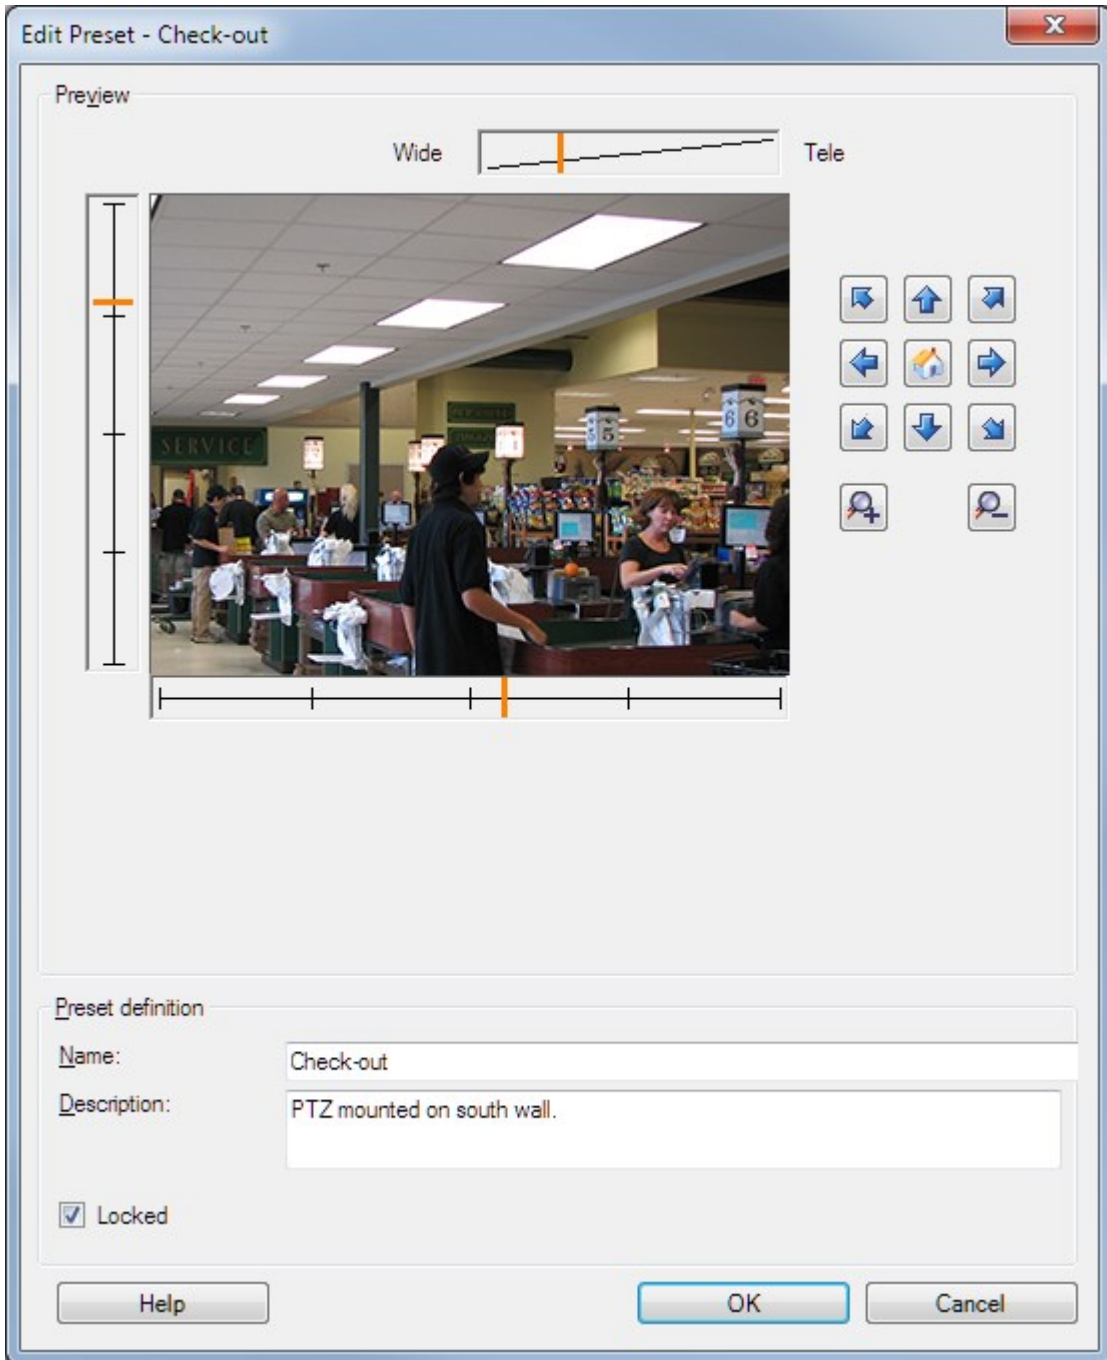 Edit Preset - Check-out
Preview
Wide
Tele
SERVICE
5 5
6 6
Preset definition
Name:
Check-out
Description:
PTZ mounted on south wall.
Locked
Help
OK
Cancel